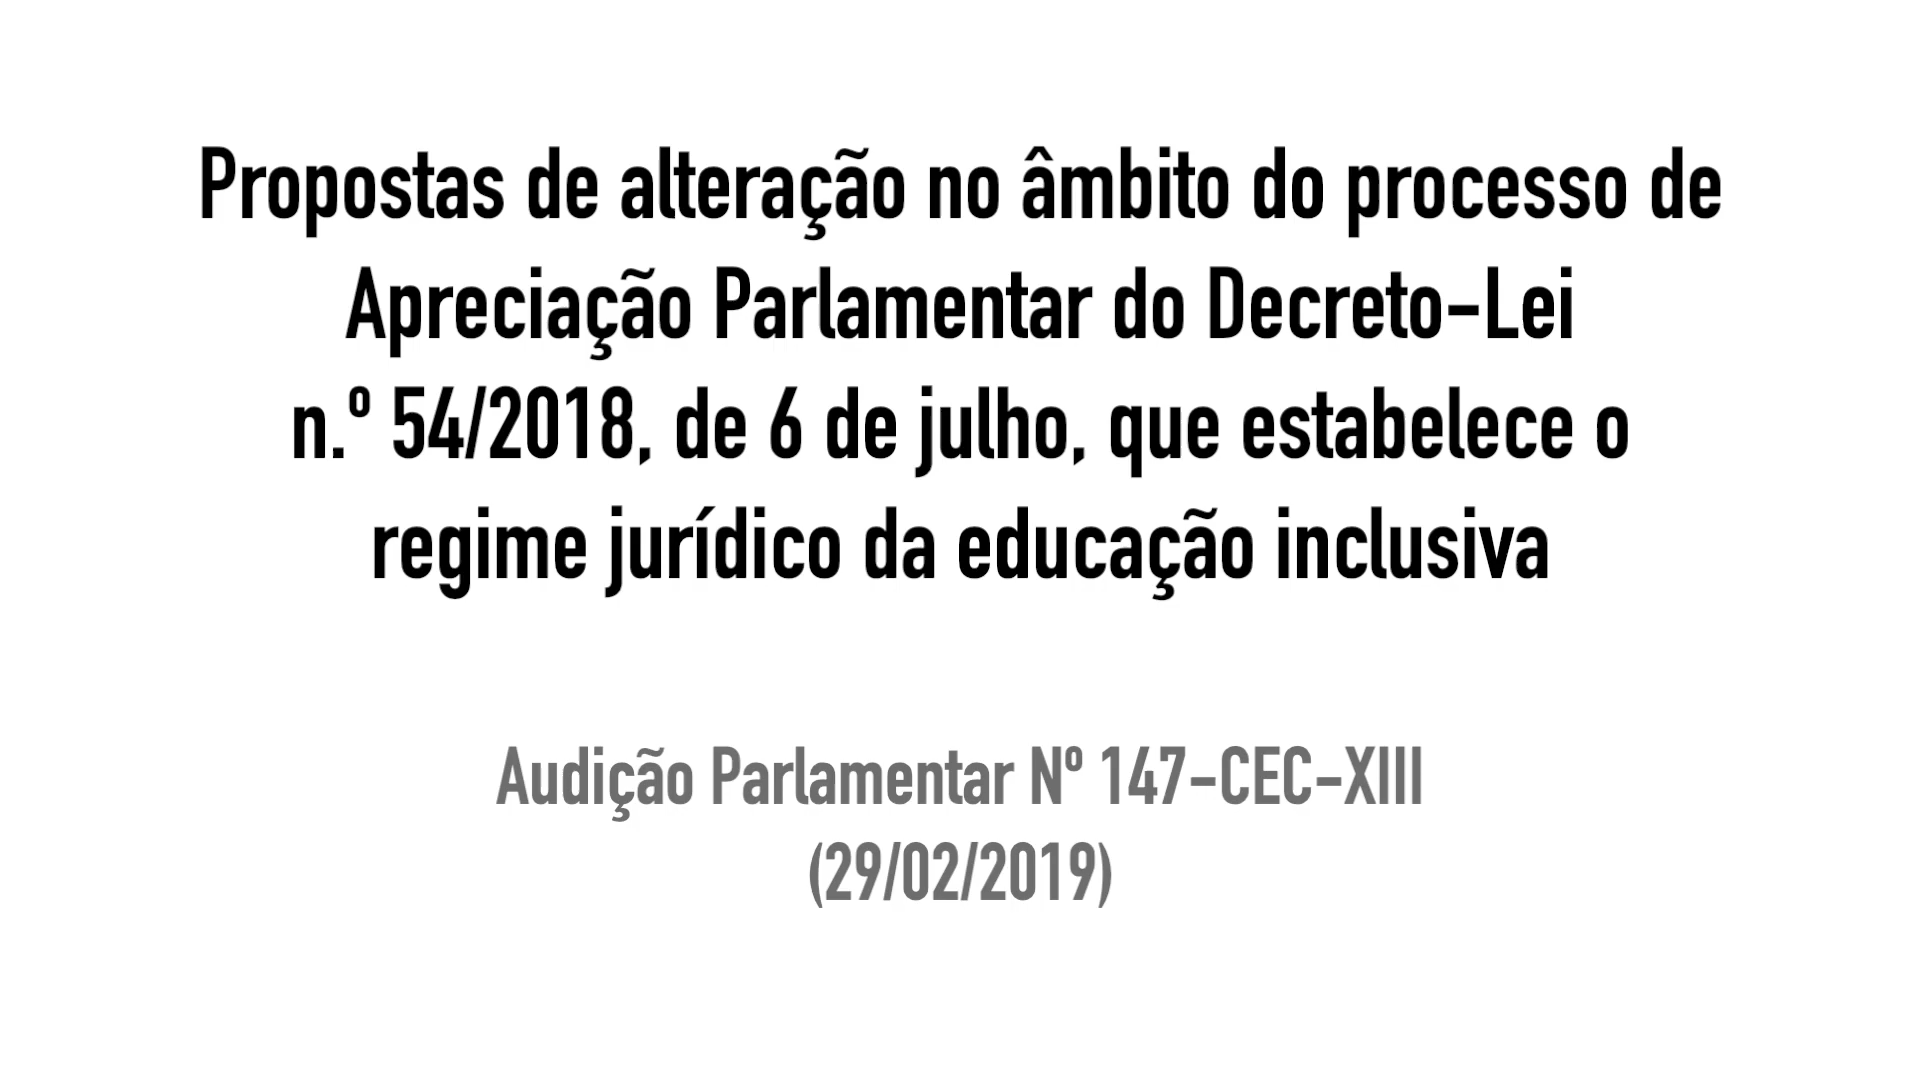 Propostas de alteração no âmbito do processo de
Apreciação Parlamentar do Decreto-Lei
n.º 54/2018, de 6 de julho, que estabelece o
regime jurídico da educação inclusiva
Audição Parlamentar Nº 147-CEC-XIII
(29/02/2019)